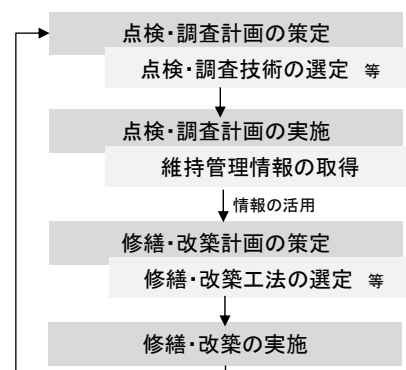 点検・調査計画の策定
点検・調査技術の選定 等
点検・調査計画の実施
維持管理情報の取得
情報の活用
修繕・改築計画の策定
修繕・改築工法の選定 等
修繕・改築の実施